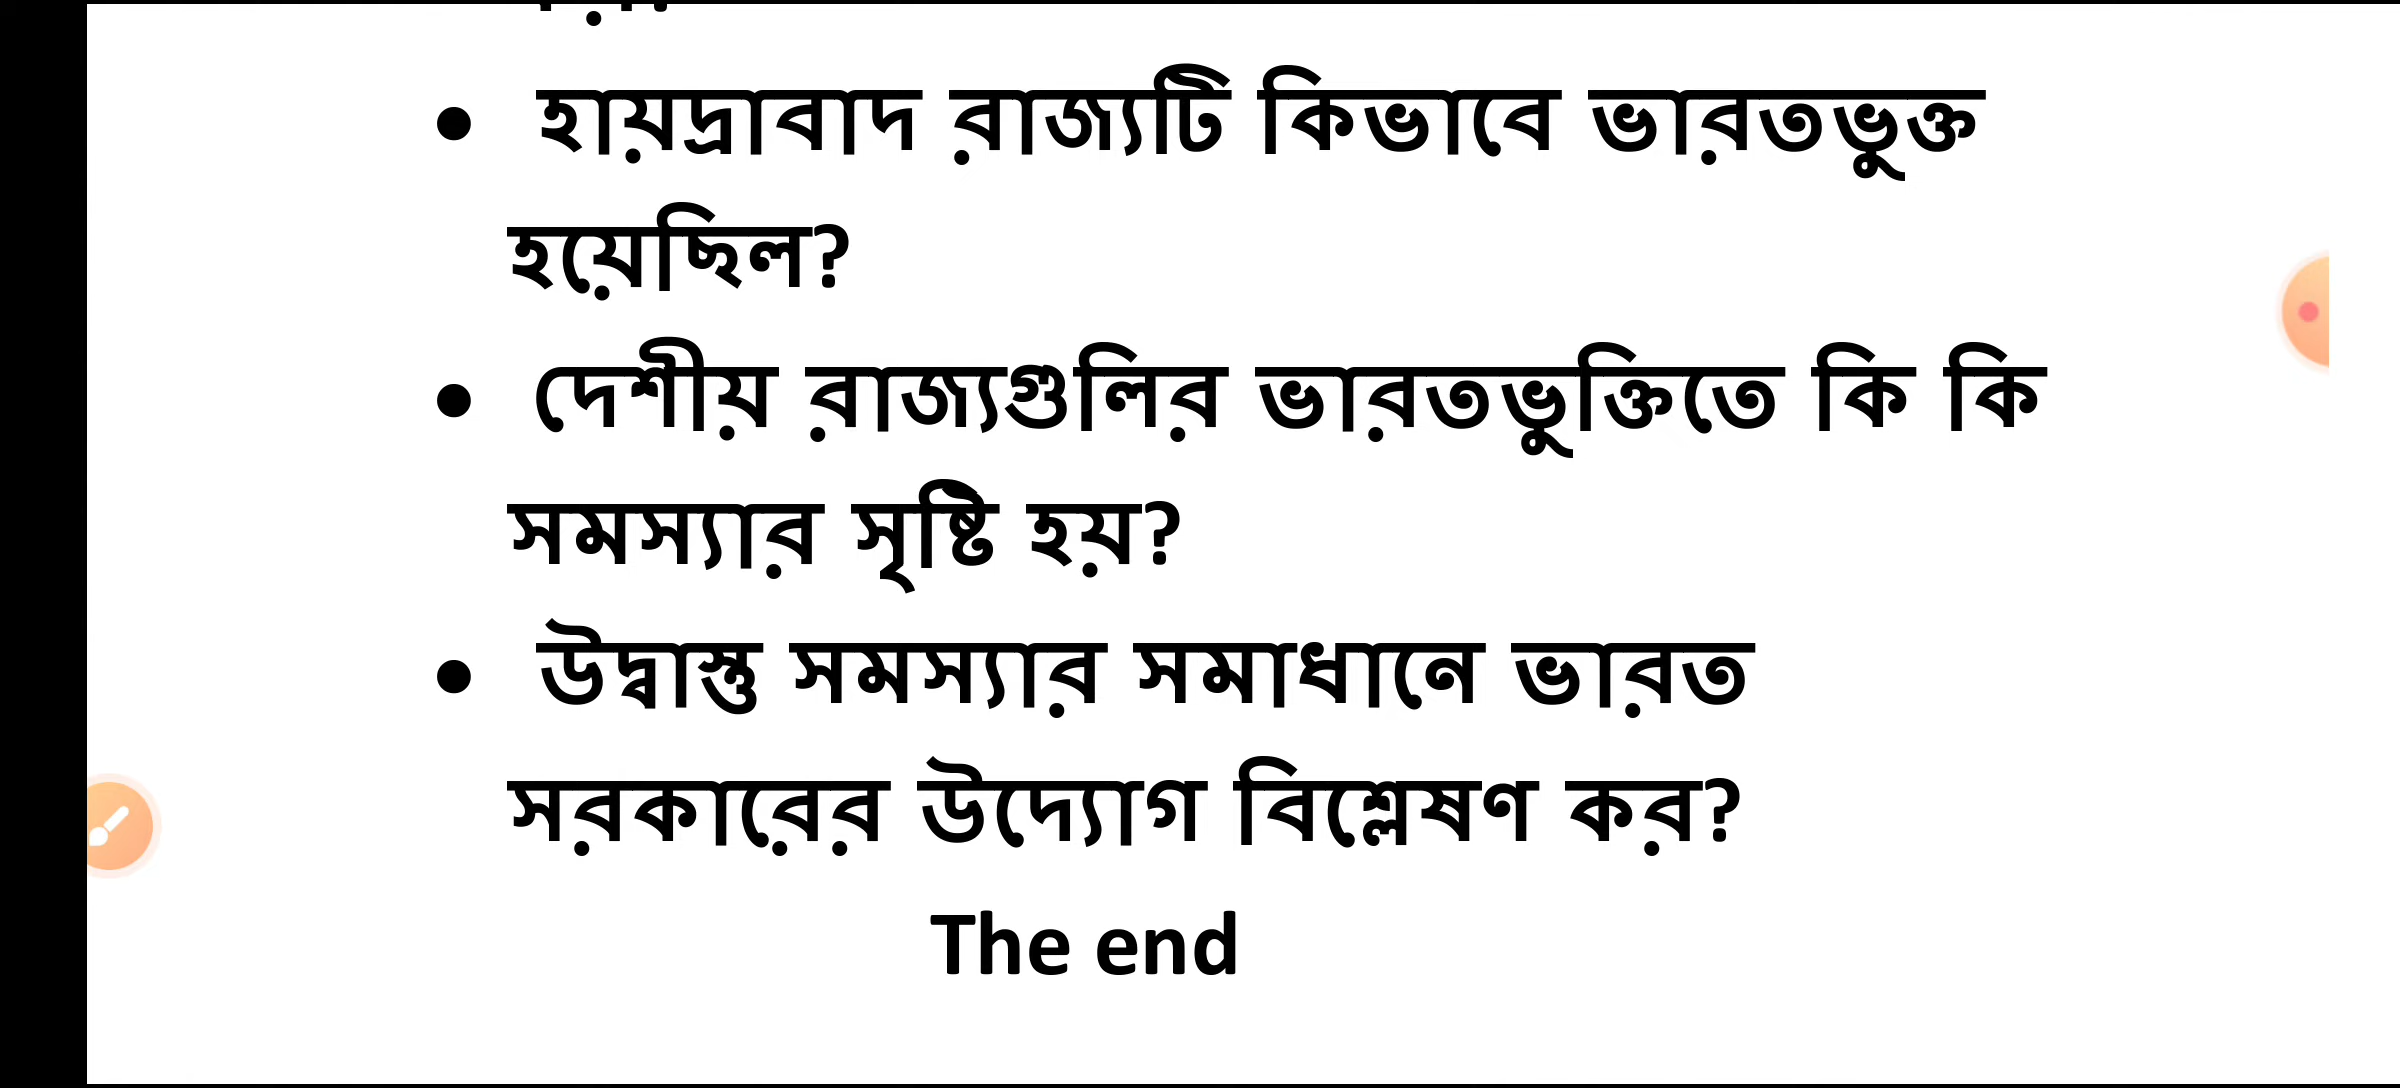 • হায়দ্রাবাদ রাজ্যটি কিভাবে ভারতভুক্ত
হয়েছিল?
• দেশীয় রাজ্যগুলির ভারতভুক্তিতে কি কি
সমস্যার সৃষ্টি হয়?
• উদ্বাস্তু সমস্যার সমাধানে ভারত
সরকারের উদ্যোগ বিশ্লেষণ কর?
The end